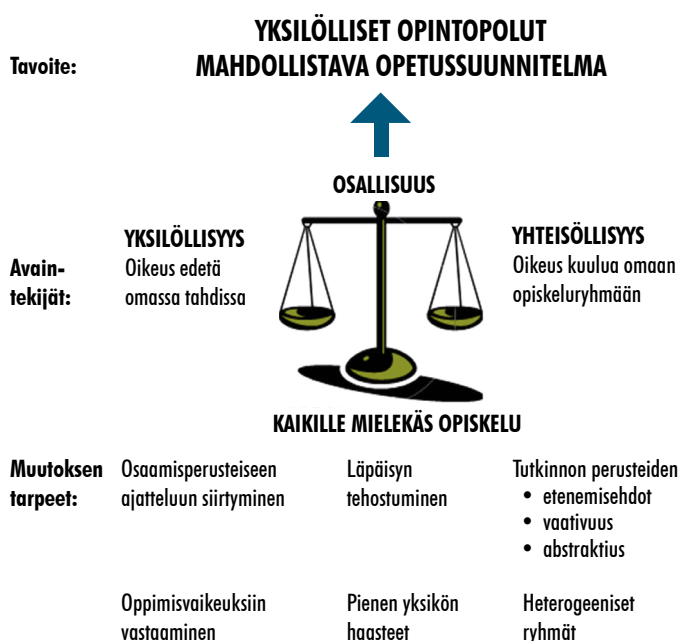 YKSILÖLLISET OPINTOPOLUT
Tavoite: MAHDOLLISTAVA OPETUSSUUNNITELMA
OSALLISUUS
YKSILÖLLISYYS
Oikeus edetä
omassa tahdissa
YHTEISÖLLISYYS
Oikeus kuulua omaan
opiskeluryhmään
Avain-
tekijät:
KAIKILLE MIELEKÄS OPISKELU
Muutoksen
tarpeet:
Osaamisperusteiseen
ajatteluun siirtyminen
Läpäisyn
tehostuminen
Tutkinnon perusteiden
• etenemisehdot
• vaativuus
• abstraktius
Oppimisvaikeuksiin
vastaaminen
Pienen yksikön
haasteet
Heterogeeniset
ryhmät